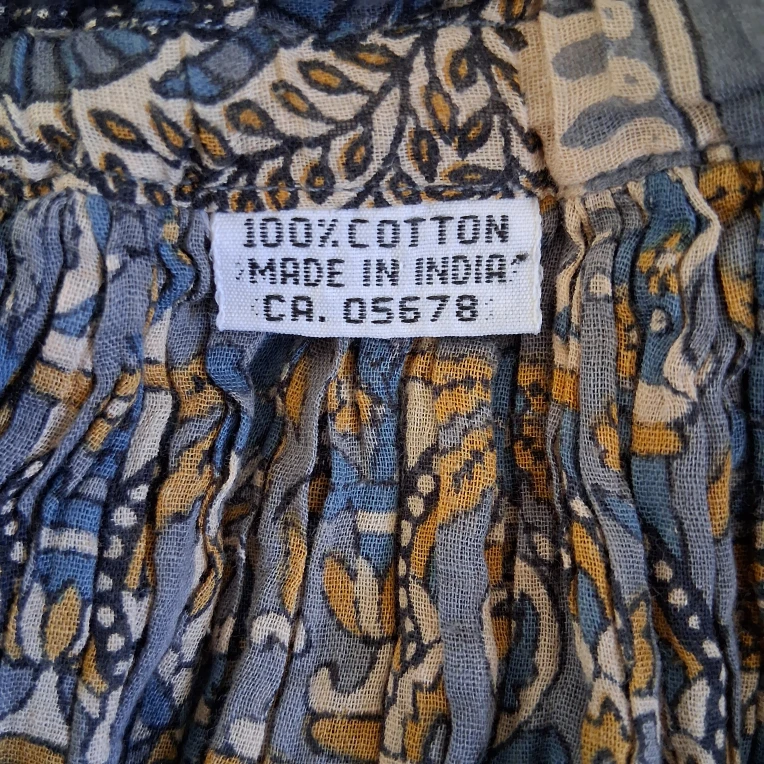 100% COTTON
MADE IN INDIA
CA. 05678